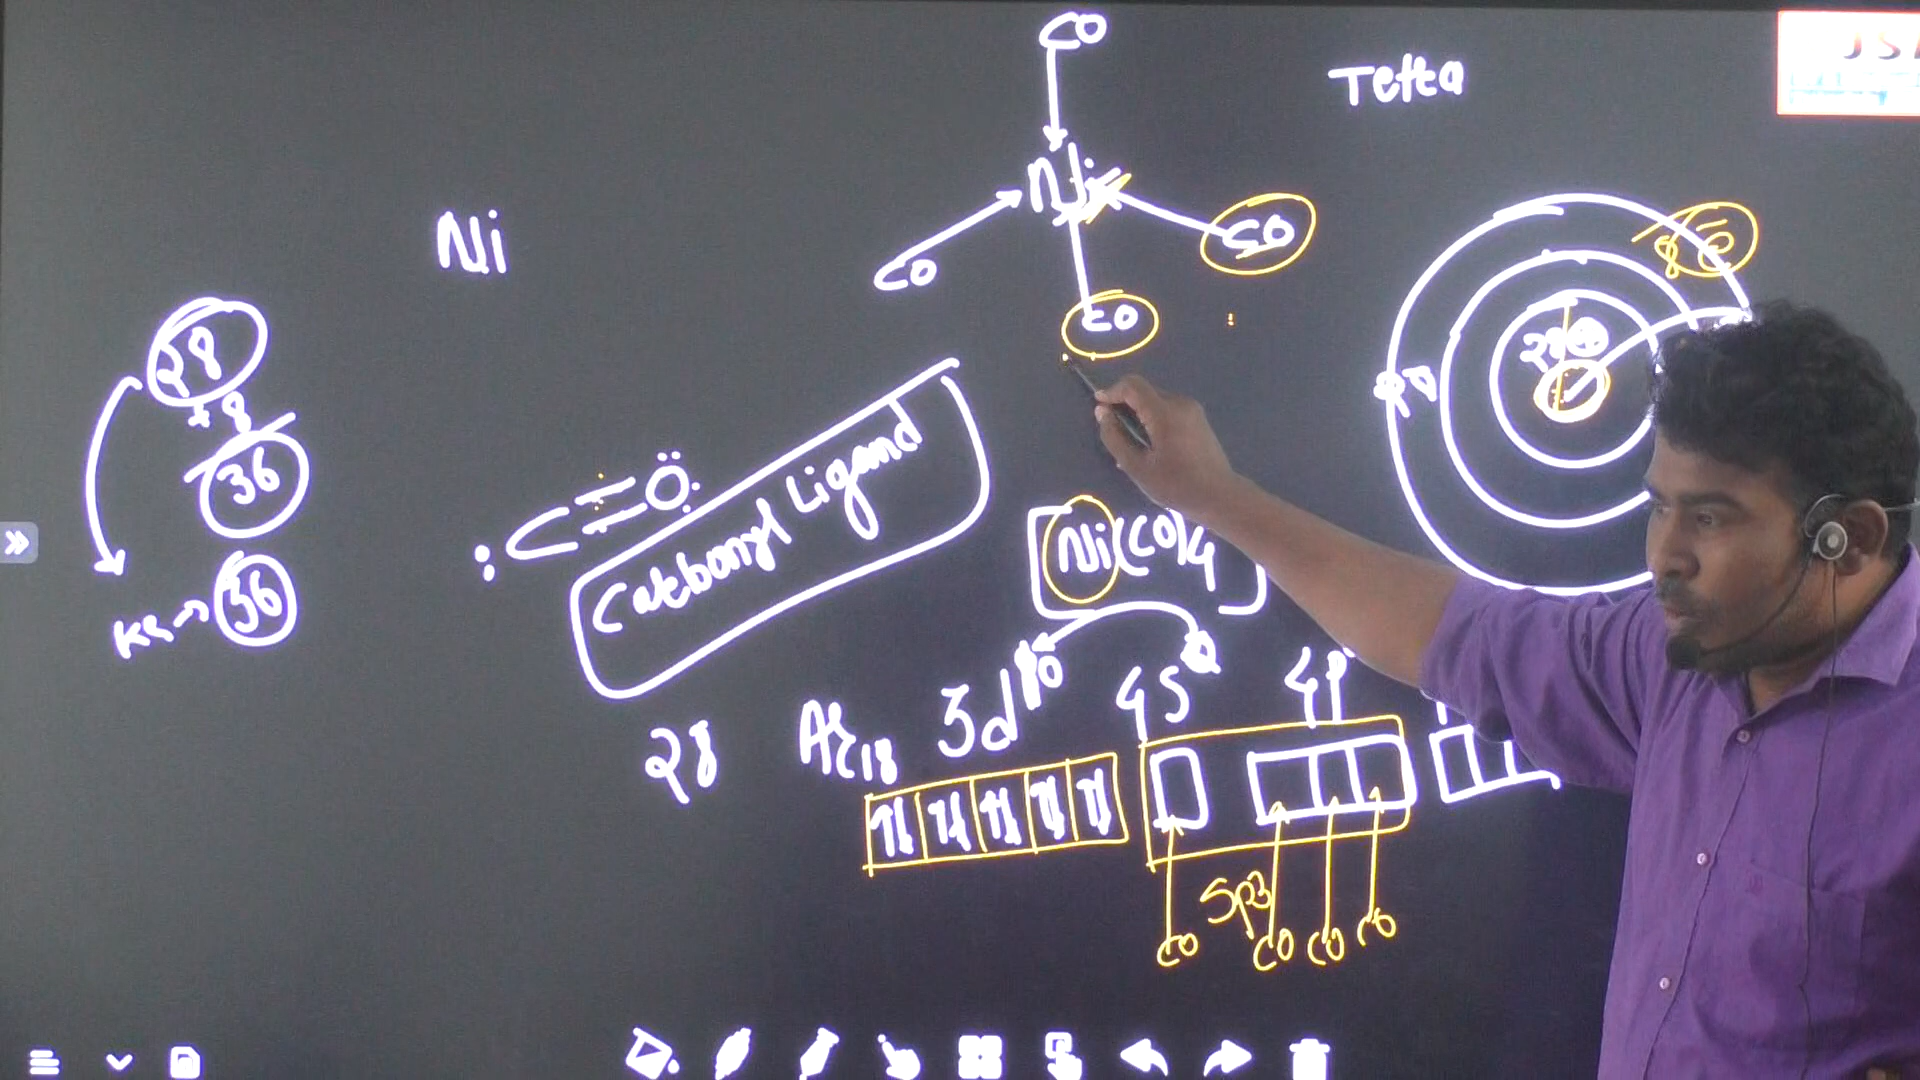 CO
Tetra
Ni
CO
CO
CO
Ni
28
+ 8
36
Kr → 36
:C≡O:
Carbonyl Ligand
Ni(CO)4
28
Ar18
3d10
4S
4P
SP3
CO
CO
CO
CO
28